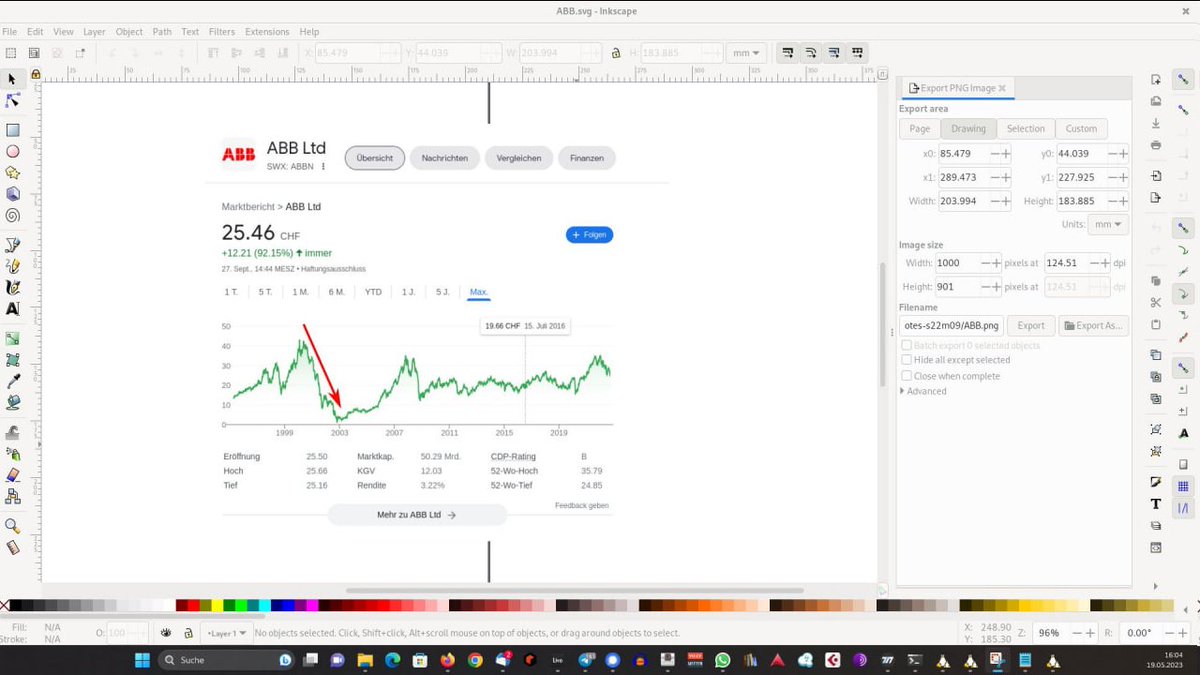 ABB.svg - Inkscape
File Edit View Layer Object Path Text Filters Extensions Help
X: 85.479 Y: 44.039 W: 203.994 H: 183.885 mm
Export PNG Image
Export area
Page Drawing Selection Custom
x0: 85.479 y0: 44.039
x1: 289.473 y1: 227.925
Width: 203.994 Height: 183.885
Units: mm
Image size
Width: 1000 pixels at 124.51 dpi
Height: 901 pixels at 124.51 dpi
Filename
otes-s22m09/ABB.png Export Export As...
Batch export 0 selected objects
Hide all except selected
Close when complete
Advanced
ABB ABB Ltd
SWX: ABBN
Übersicht Nachrichten Vergleichen Finanzen
Marktbericht > ABB Ltd
25.46 CHF
+ Folgen
+12.21 (92.15%) immer
27. Sept., 14:44 MESZ • Haftungsausschluss
1 T. 5 T. 1 M. 6 M. YTD 1 J. 5 J. Max.
19.66 CHF 15. Juli 2016
50
40
30
20
10
0
1999 2003 2007 2011 2015 2019
Eröffnung 25.50 Marktkap. 50.29 Mrd. CDP-Rating B
Hoch 25.66 KGV 12.03 52-Wo-Hoch 35.79
Tief 25.16 Rendite 3.22% 52-Wo-Tief 24.85
Feedback geben
Mehr zu ABB Ltd →
Fill: N/A
Stroke: N/A
O: 100
•Layer 1
No objects selected. Click, Shift+click, Alt+scroll mouse on top of objects, or drag around objects to select.
X: 248.90
Y: 185.30
Z: 96% R: 0.00°
Suche
16:04
19.05.2023